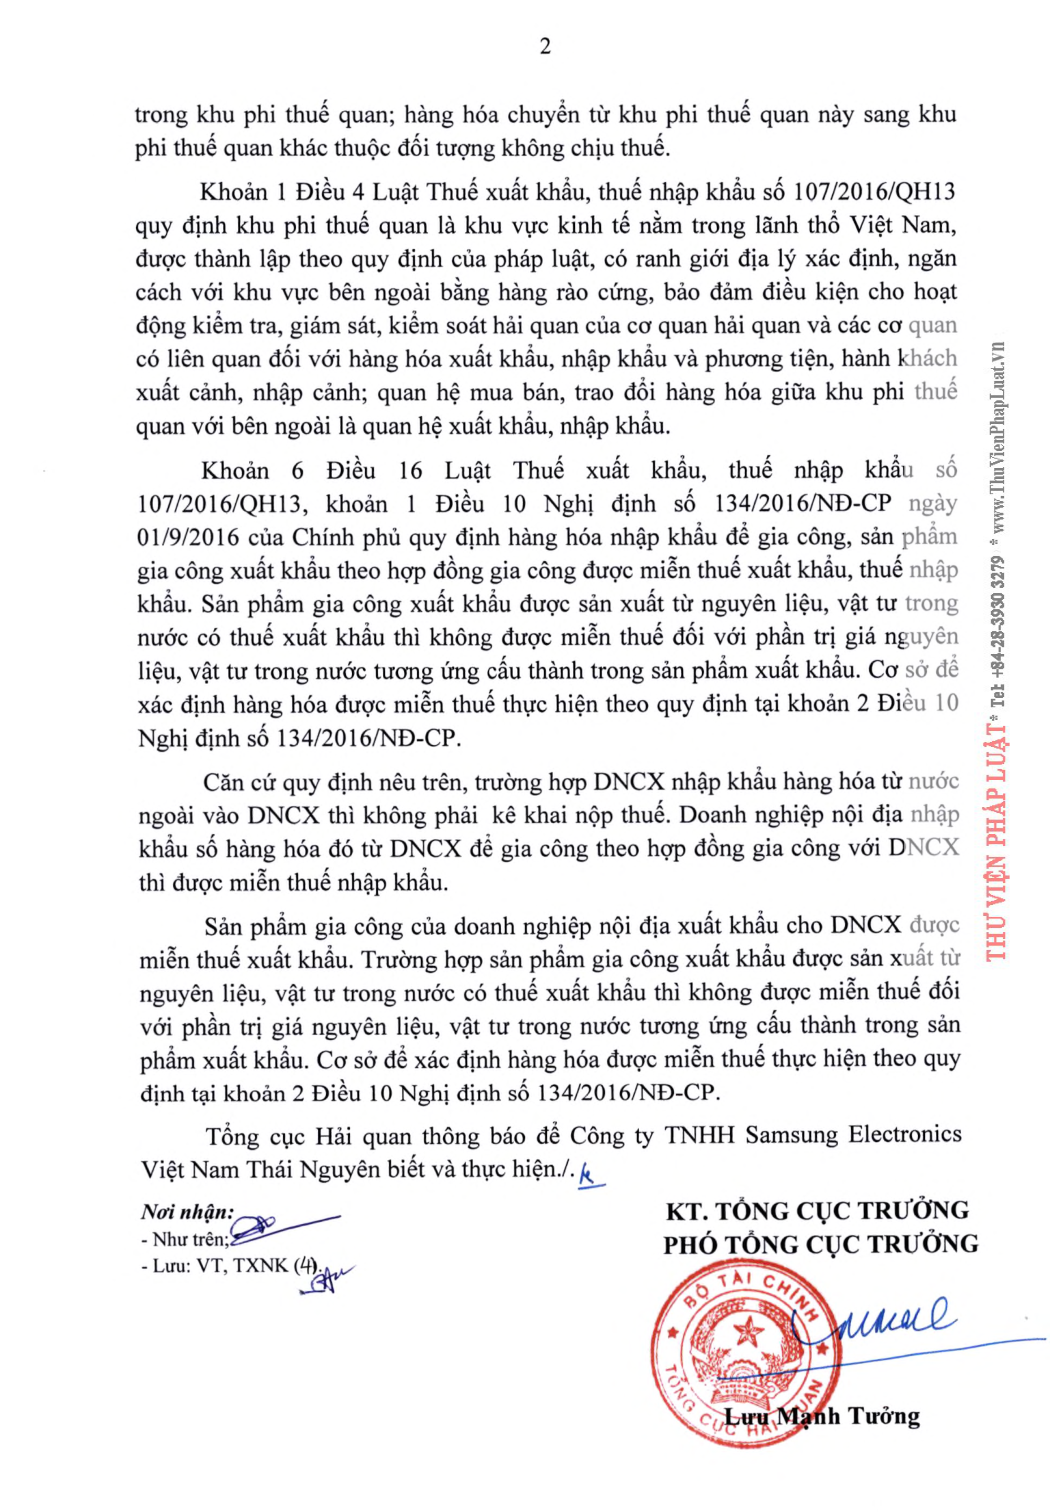 2
trong khu phi thuế quan; hàng hóa chuyển từ khu phi thuế quan này sang khu
phi thuế quan khác thuộc đối tượng không chịu thuế.
Khoản 1 Điều 4 Luật Thuế xuất khẩu, thuế nhập khẩu số 107/2016/QH13
quy định khu phi thuế quan là khu vực kinh tế nằm trong lãnh thổ Việt Nam,
được thành lập theo quy định của pháp luật, có ranh giới địa lý xác định, ngăn
cách với khu vực bên ngoài bằng hàng rào cứng, bảo đảm điều kiện cho hoạt
động kiểm tra, giám sát, kiểm soát hải quan của cơ quan hải quan và các cơ quan
có liên quan đối với hàng hóa xuất khẩu, nhập khẩu và phương tiện, hành khách
xuất cảnh, nhập cảnh; quan hệ mua bán, trao đổi hàng hóa giữa khu phi thuế
quan với bên ngoài là quan hệ xuất khẩu, nhập khẩu.
Khoản 6 Điều 16 Luật Thuế xuất khẩu, thuế nhập khẩu số
107/2016/QH13, khoản 1 Điều 10 Nghị định số 134/2016/NĐ-CP ngày
01/9/2016 của Chính phủ quy định hàng hóa nhập khẩu để gia công, sản phẩm
gia công xuất khẩu theo hợp đồng gia công được miễn thuế xuất khẩu, thuế nhập
khẩu. Sản phẩm gia công xuất khẩu được sản xuất từ nguyên liệu, vật tư trong
nước có thuế xuất khẩu thì không được miễn thuế đối với phần trị giá nguyên
liệu, vật tư trong nước tương ứng cấu thành trong sản phẩm xuất khẩu. Cơ sở để
xác định hàng hóa được miễn thuế thực hiện theo quy định tại khoản 2 Điều 10
Nghị định số 134/2016/NĐ-CP.
Căn cứ quy định nêu trên, trường hợp DNCX nhập khẩu hàng hóa từ nước
ngoài vào DNCX thì không phải kê khai nộp thuế. Doanh nghiệp nội địa nhập
khẩu số hàng hóa đó từ DNCX để gia công theo hợp đồng gia công với DNCX
thì được miễn thuế nhập khẩu.
Sản phẩm gia công của doanh nghiệp nội địa xuất khẩu cho DNCX được
miễn thuế xuất khẩu. Trường hợp sản phẩm gia công xuất khẩu được sản xuất từ
nguyên liệu, vật tư trong nước có thuế xuất khẩu thì không được miễn thuế đối
với phần trị giá nguyên liệu, vật tư trong nước tương ứng cấu thành trong sản
phẩm xuất khẩu. Cơ sở để xác định hàng hóa được miễn thuế thực hiện theo quy
định tại khoản 2 Điều 10 Nghị định số 134/2016/NĐ-CP.
Tổng cục Hải quan thông báo để Công ty TNHH Samsung Electronics
Việt Nam Thái Nguyên biết và thực hiện./.
Nơi nhận:
- Như trên;
- Lưu: VT, TXNK (4).
KT. TỔNG CỤC TRƯỞNG
PHÓ TỔNG CỤC TRƯỞNG
BỘ TÀI CHÍNH
TỔNG CỤC HẢI QUAN
Lưu Mạnh Tưởng
THƯ VIỆN PHÁP LUẬT * Tel: +84-28-3930 3279 * www.ThuVienPhapLuat.vn